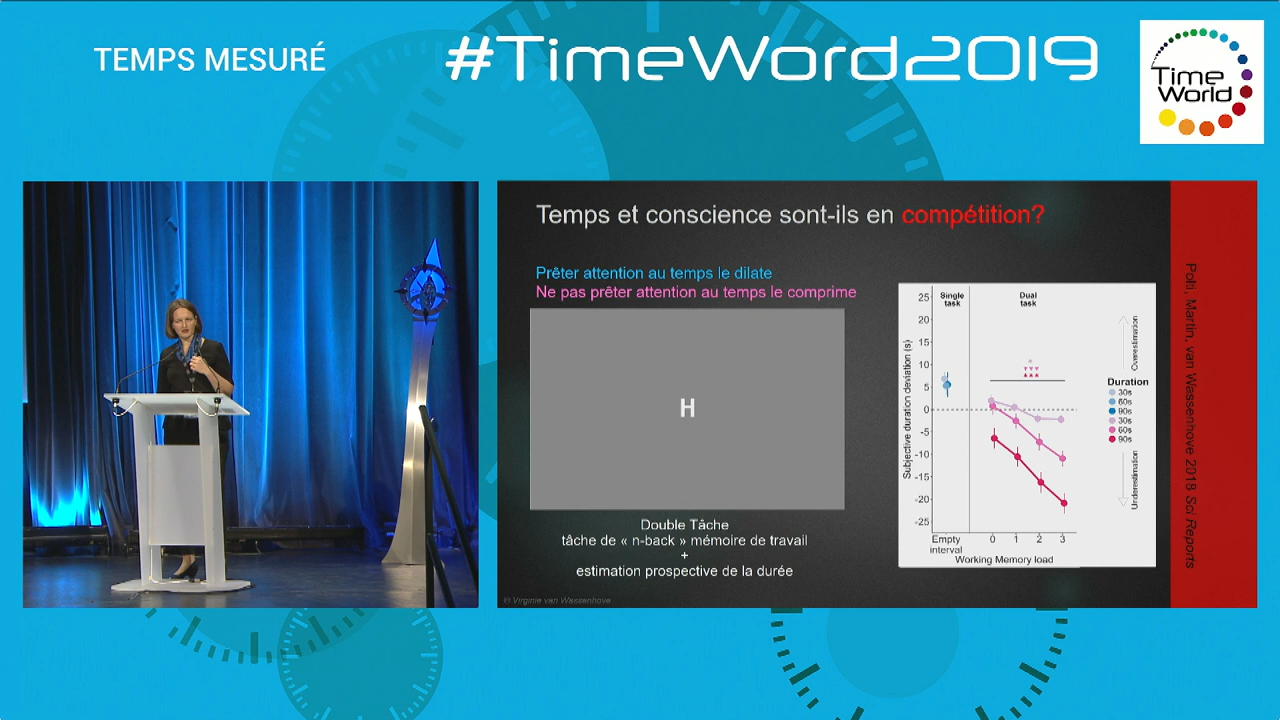 TEMPS MESURÉ
#TimeWord2019
Time
World
Temps et conscience sont-ils en compétition?
Prêter attention au temps le dilate
Ne pas prêter attention au temps le comprime
H
Double Tâche
tâche de « n-back » mémoire de travail
+
estimation prospective de la durée
© Virginie van Wassenhove
Single
task
Dual
task
25
20
15
10
5
0
-5
-10
-15
-20
-25
Subjective duration deviation (s)
Empty
interval
0 1 2 3
Working Memory load
Overestimation
Duration
30s
60s
90s
30s
60s
90s
Underestimation
Polti, Martin, van Wassenhove 2018 Sci Reports